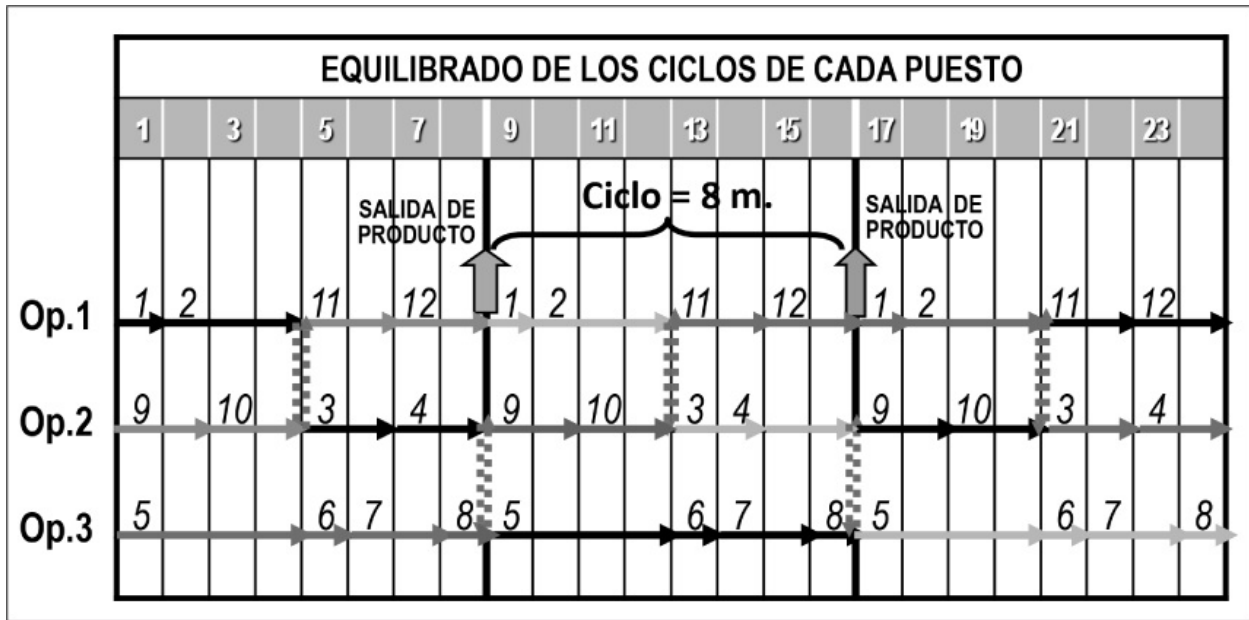 EQUILIBRADO DE LOS CICLOS DE CADA PUESTO
1 3 5 7 9 11 13 15 17 19 21 23
Ciclo = 8 m.
SALIDA DE
PRODUCTO
SALIDA DE
PRODUCTO
Op.1 1 2 11 12 1 2 11 12 1 2 11 12
Op.2 9 10 3 4 9 10 3 4 9 10 3 4
Op.3 5 6 7 8 5 6 7 8 5 6 7 8